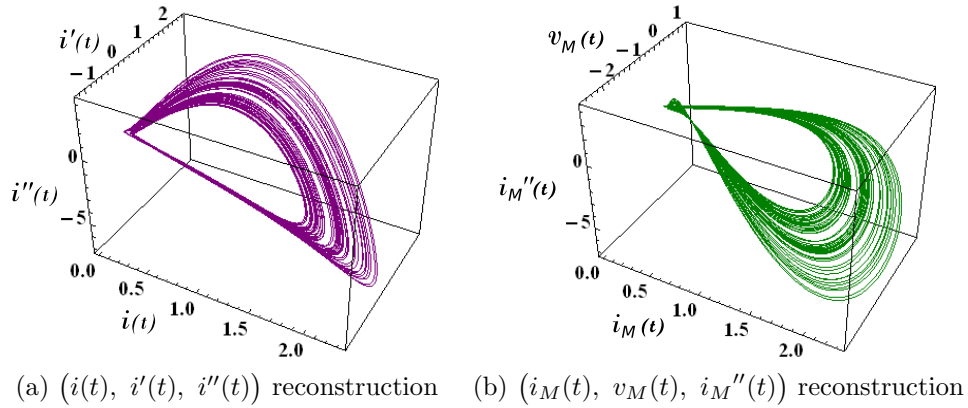 2
1
i'(t)
0
−1
0
i''(t)
−5
0.0
0.5
1.0
1.5
2.0
i(t)
1
v_M(t)
0
−1
−2
0
i_M''(t)
−5
0.0
0.5
1.0
1.5
2.0
i_M(t)
(a) (i(t), i'(t), i''(t)) reconstruction
(b) (i_M(t), v_M(t), i_M''(t)) reconstruction